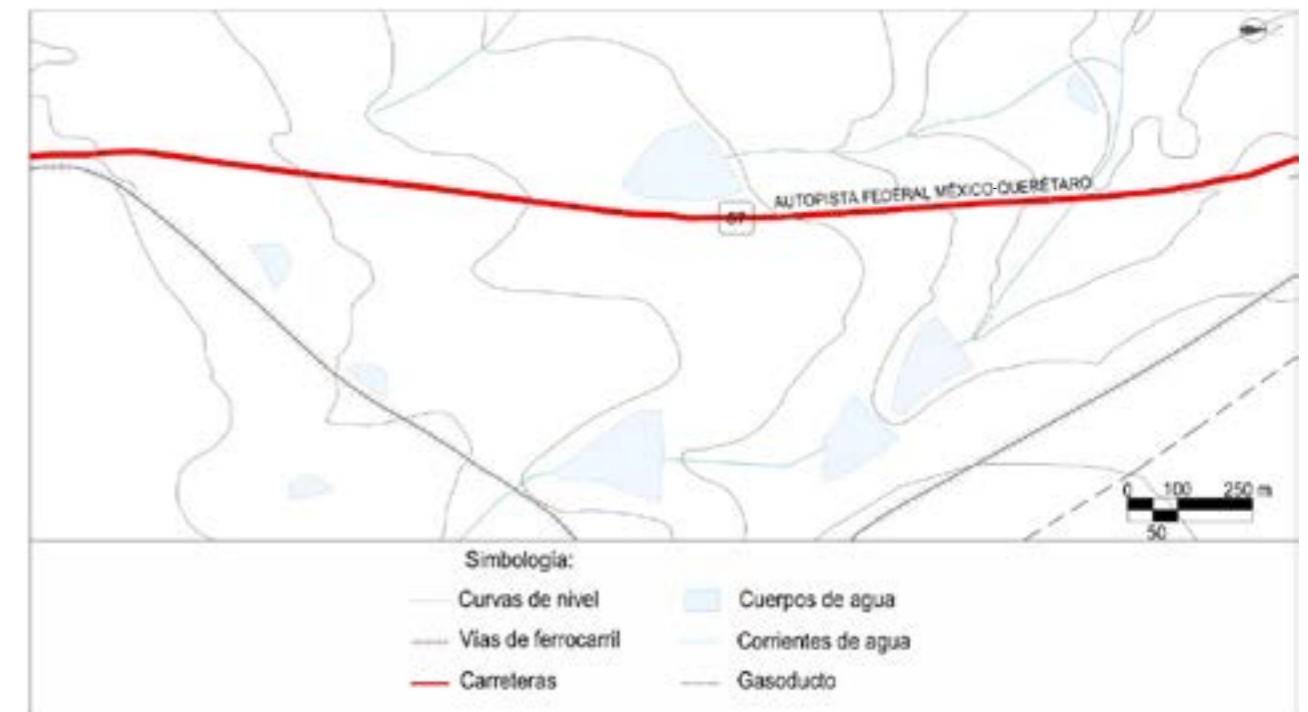 AUTOPISTA FEDERAL MÉXICO-QUERÉTARO
57
0 100 250 m
50
Simbología:
Curvas de nivel
Cuerpos de agua
Vías de ferrocarril
Corrientes de agua
Carreteras
Gasoducto